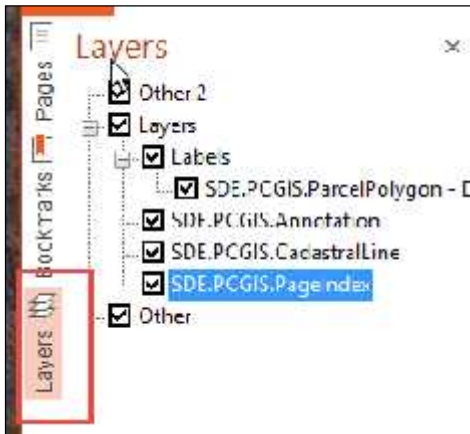 Layers
Pages
Bookmarks
Layers
Other 2
Layers
Labels
SDE.PCGIS.ParcelPolygon - D
SDE.PCGIS.Annotation
SDE.PCGIS.CadastralLine
SDE.PCGIS.PageIndex
Other